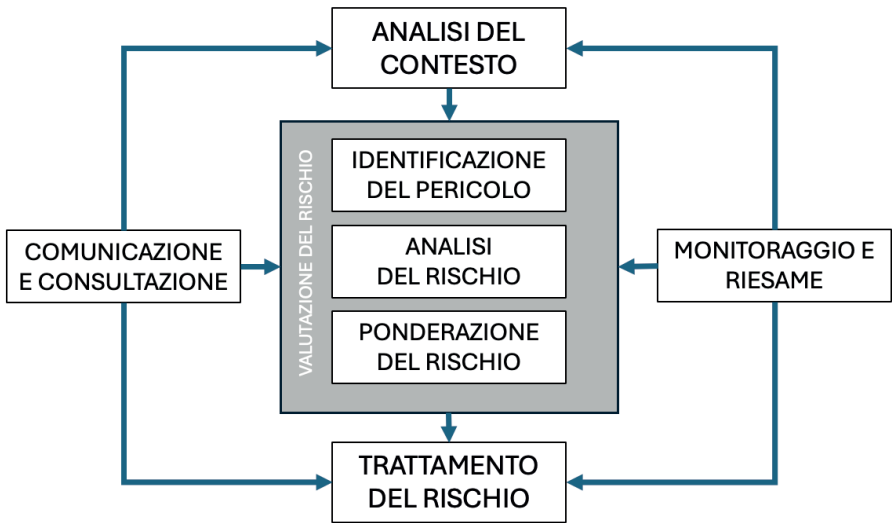 ANALISI DEL
CONTESTO
VALUTAZIONE DEL RISCHIO
IDENTIFICAZIONE
DEL PERICOLO
ANALISI
DEL RISCHIO
PONDERAZIONE
DEL RISCHIO
COMUNICAZIONE
E CONSULTAZIONE
MONITORAGGIO E
RIESAME
TRATTAMENTO
DEL RISCHIO